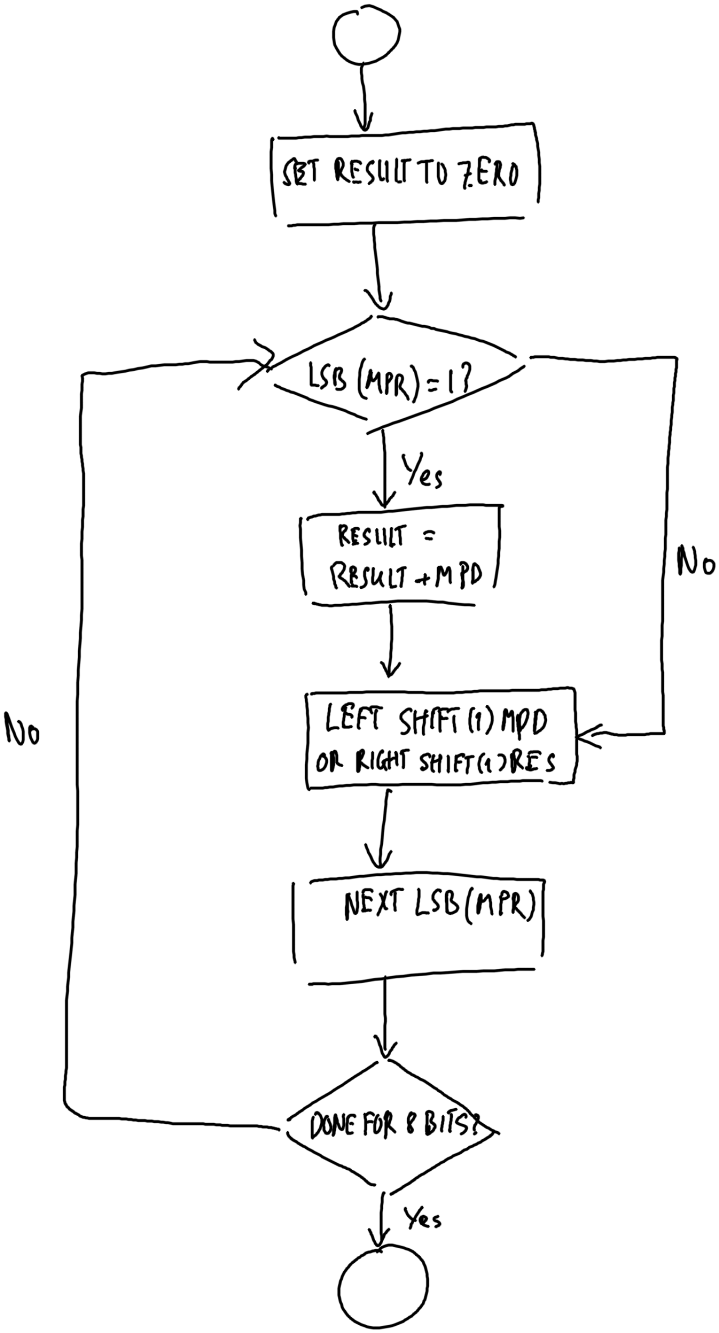 SET RESULT TO ZERO
LSB (MPR) = 1?
Yes
RESULT =
RESULT + MPD
No
LEFT SHIFT (1) MPD
OR RIGHT SHIFT (1) RES
No
NEXT LSB (MPR)
DONE FOR 8 BITS?
Yes